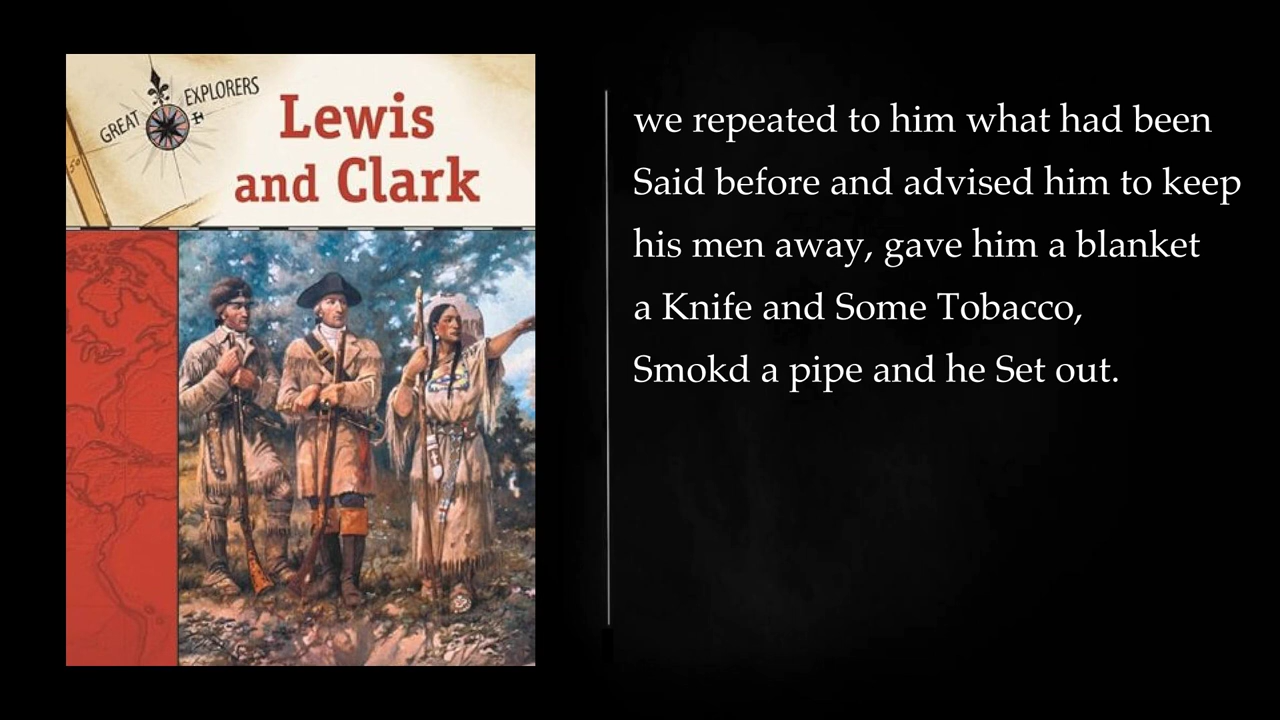 GREAT EXPLORERS
Lewis
and Clark
50
we repeated to him what had been
Said before and advised him to keep
his men away, gave him a blanket
a Knife and Some Tobacco,
Smokd a pipe and he Set out.